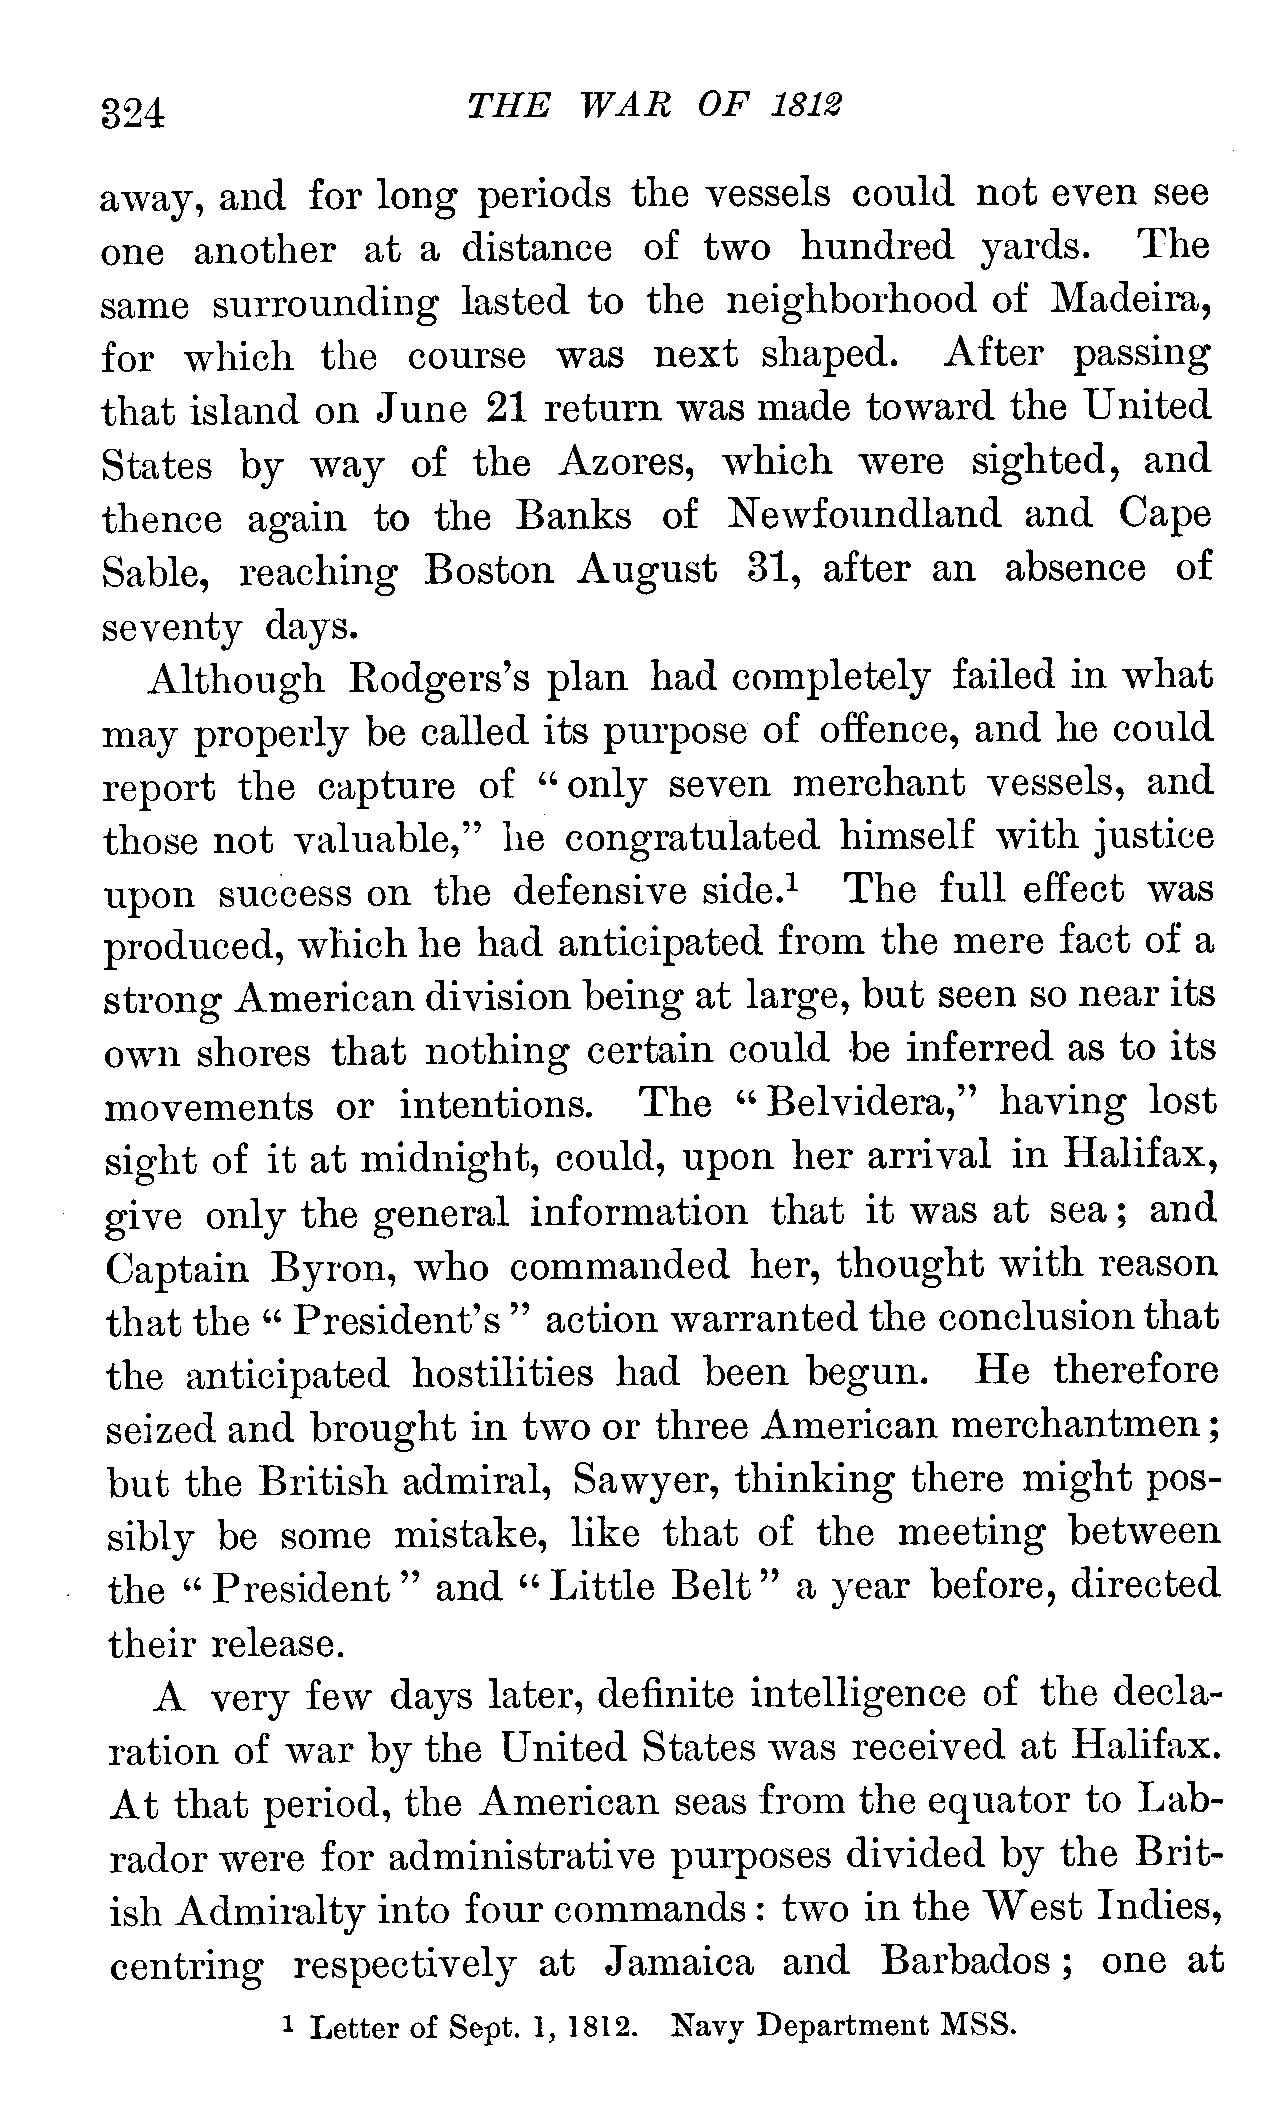 324 THE WAR OF 1812
away, and for long periods the vessels could not even see
one another at a distance of two hundred yards. The
same surrounding lasted to the neighborhood of Madeira,
for which the course was next shaped. After passing
that island on June 21 return was made toward the United
States by way of the Azores, which were sighted, and
thence again to the Banks of Newfoundland and Cape
Sable, reaching Boston August 31, after an absence of
seventy days.
Although Rodgers's plan had completely failed in what
may properly be called its purpose of offence, and he could
report the capture of “only seven merchant vessels, and
those not valuable,” he congratulated himself with justice
upon success on the defensive side.¹ The full effect was
produced, which he had anticipated from the mere fact of a
strong American division being at large, but seen so near its
own shores that nothing certain could be inferred as to its
movements or intentions. The “Belvidera,” having lost
sight of it at midnight, could, upon her arrival in Halifax,
give only the general information that it was at sea; and
Captain Byron, who commanded her, thought with reason
that the “President's” action warranted the conclusion that
the anticipated hostilities had been begun. He therefore
seized and brought in two or three American merchantmen;
but the British admiral, Sawyer, thinking there might pos-
sibly be some mistake, like that of the meeting between
the “President” and “Little Belt” a year before, directed
their release.
A very few days later, definite intelligence of the decla-
ration of war by the United States was received at Halifax.
At that period, the American seas from the equator to Lab-
rador were for administrative purposes divided by the Brit-
ish Admiralty into four commands: two in the West Indies,
centring respectively at Jamaica and Barbados; one at
¹ Letter of Sept. 1, 1812. Navy Department MSS.